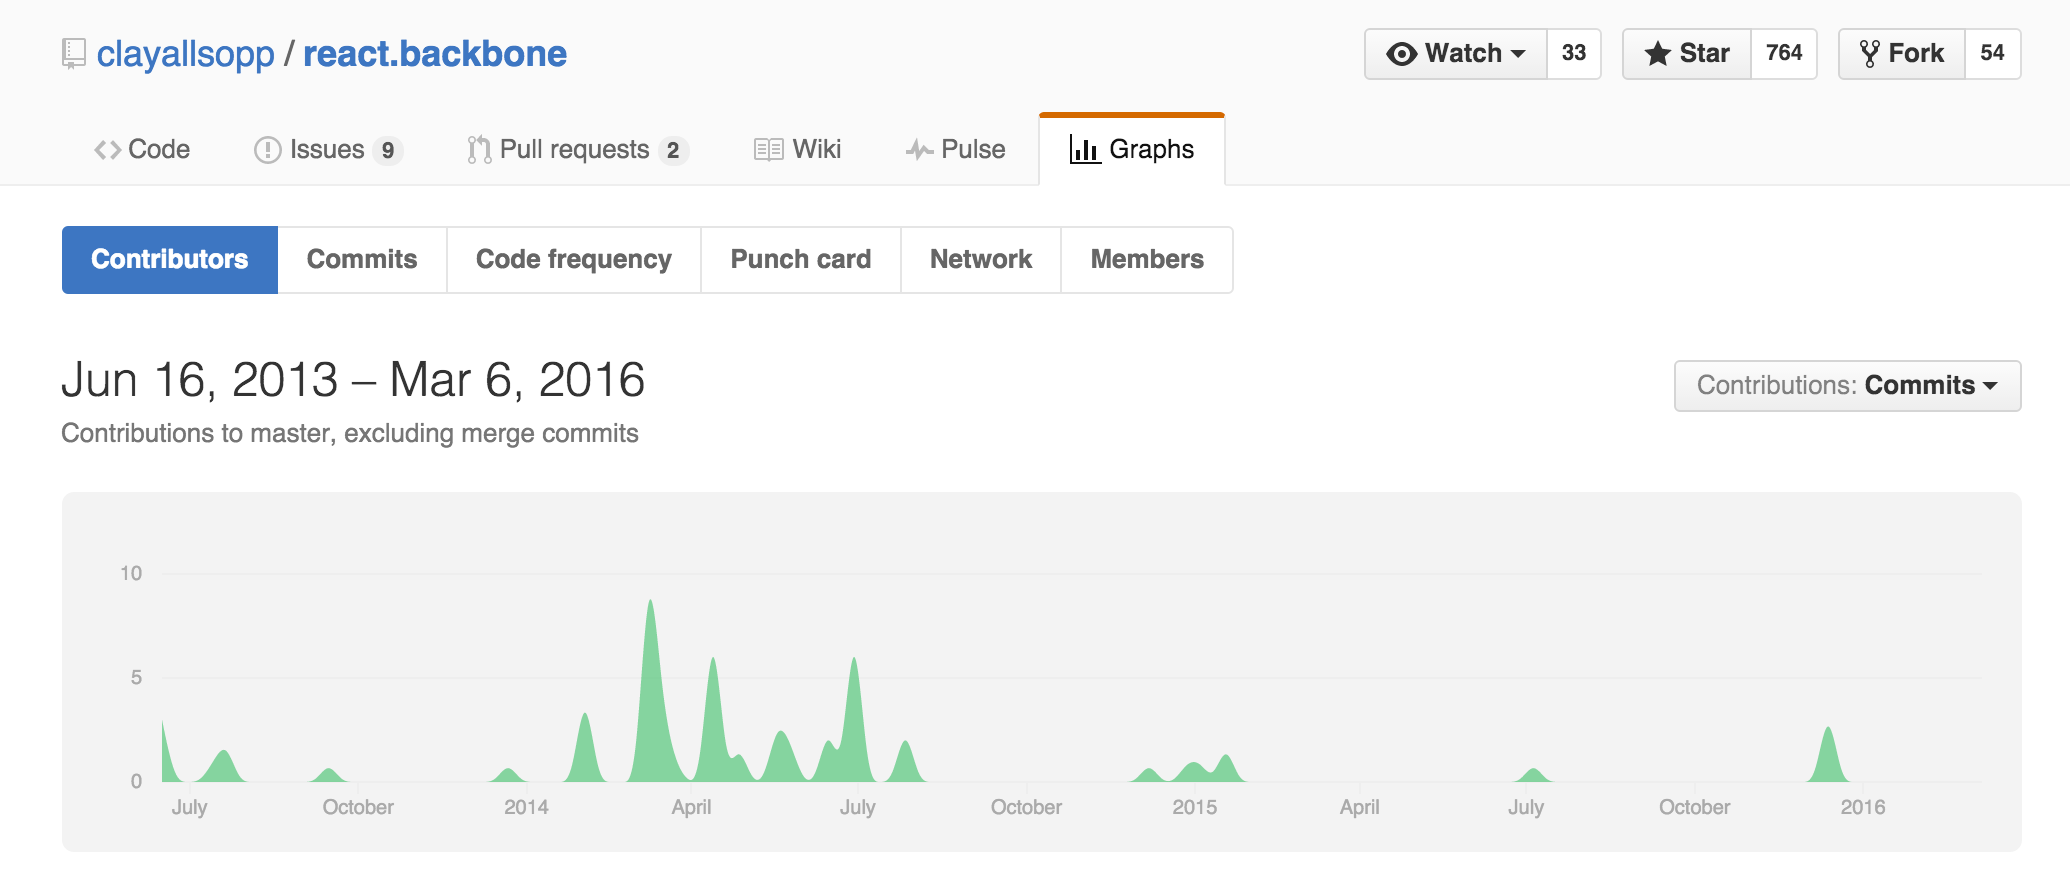 clayallsopp / react.backbone
Watch 33 Star 764 Fork 54
Code Issues 9 Pull requests 2 Wiki Pulse Graphs
Contributors Commits Code frequency Punch card Network Members
Jun 16, 2013 – Mar 6, 2016
Contributions: Commits
Contributions to master, excluding merge commits
10
5
0
July October 2014 April July October 2015 April July October 2016